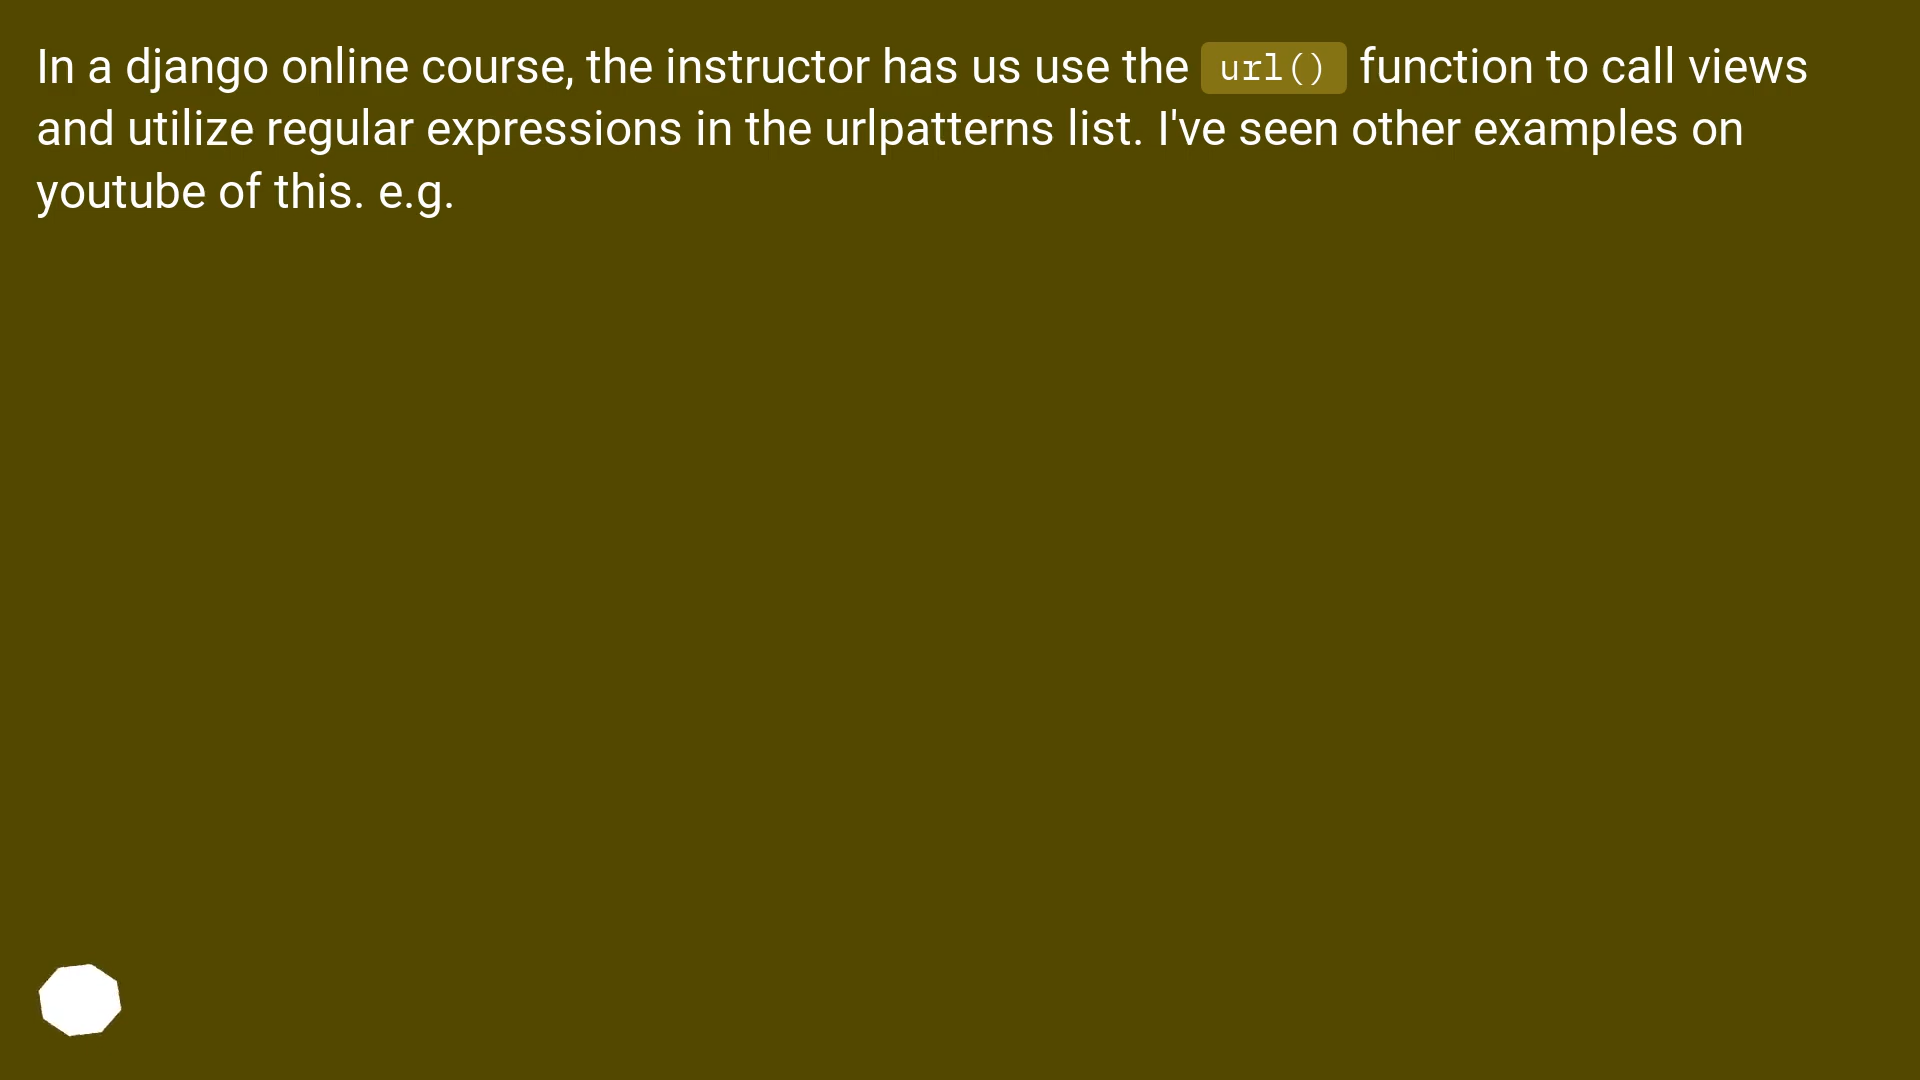 In a django online course, the instructor has us use the url() function to call views
and utilize regular expressions in the urlpatterns list. I've seen other examples on
youtube of this. e.g.